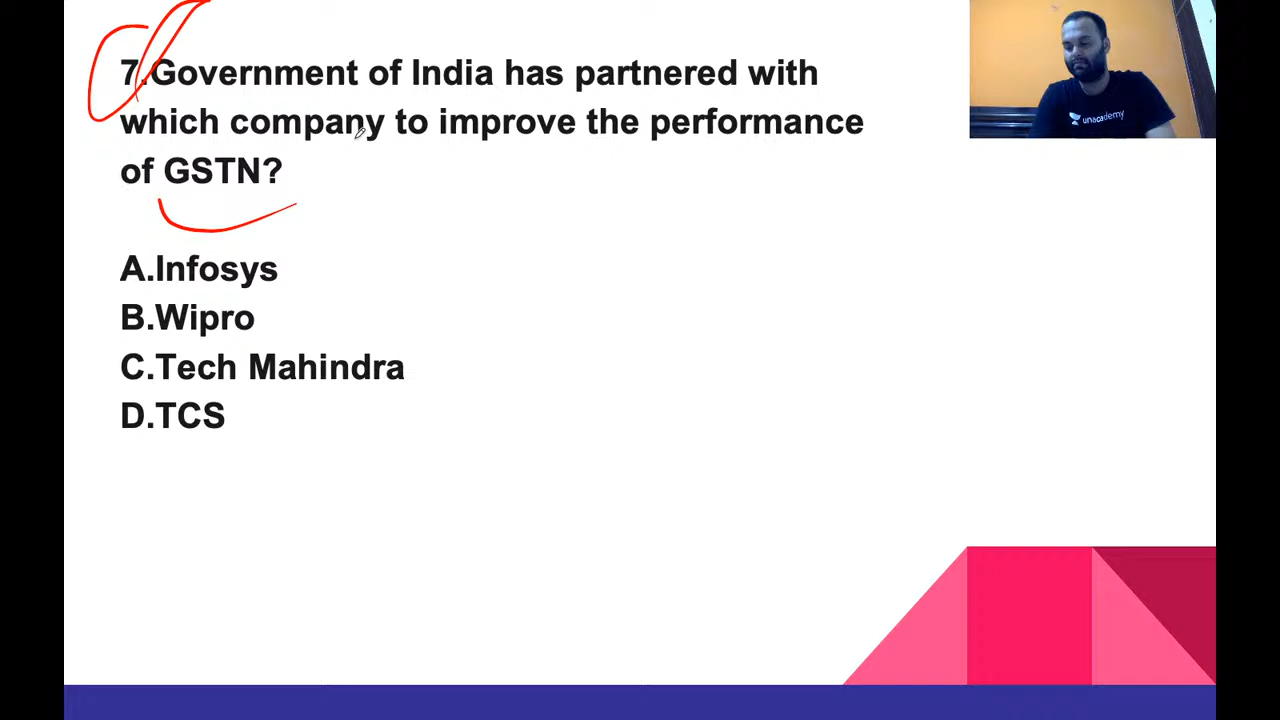 7.Government of India has partnered with
which company to improve the performance
of GSTN?
A.Infosys
B.Wipro
C.Tech Mahindra
D.TCS
unacademy